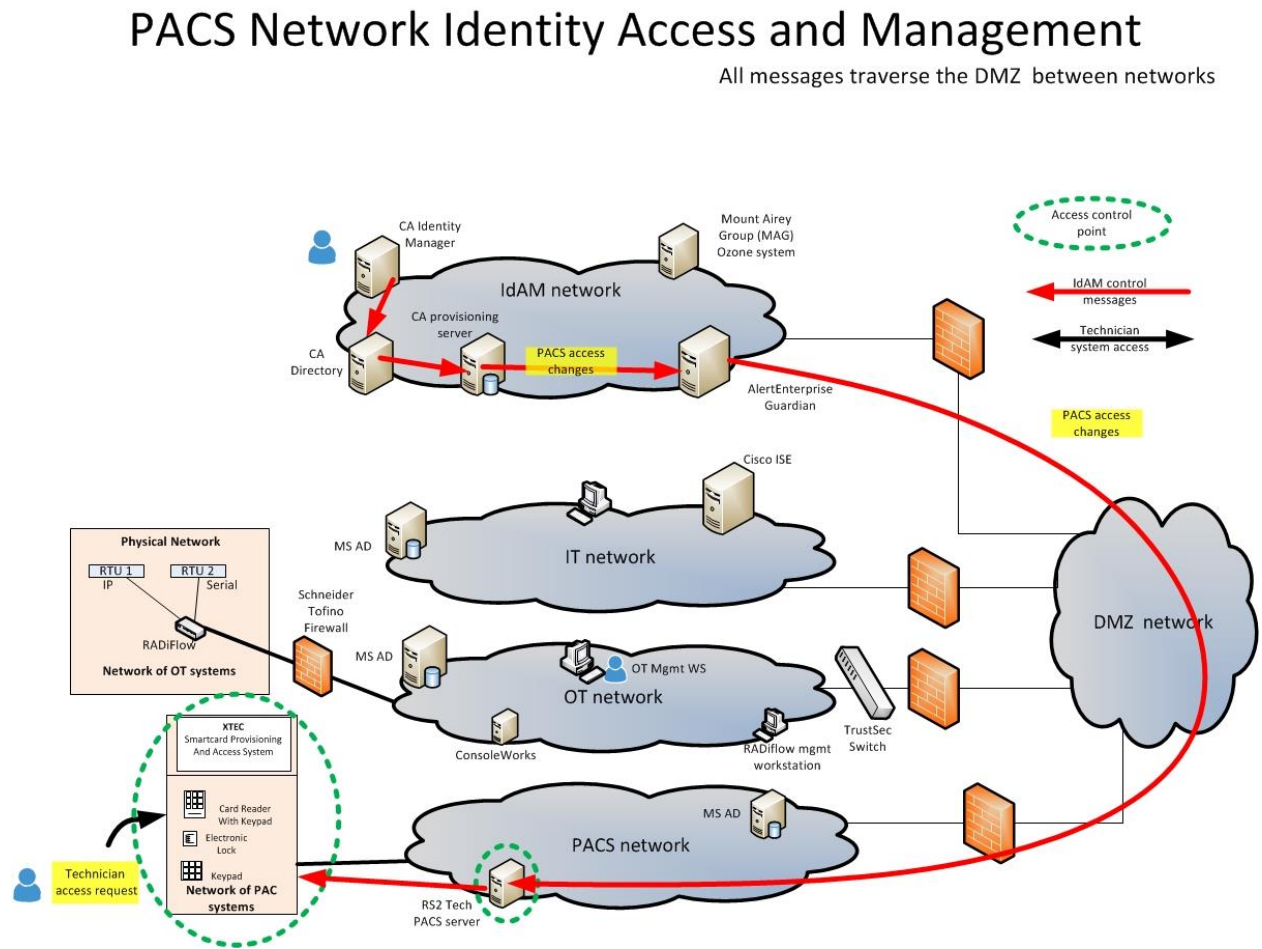 PACS Network Identity Access and Management
All messages traverse the DMZ between networks
CA Identity
Manager
Mount Airey
Group (MAG)
Ozone system
Access control
point
IdAM network
IdAM control
messages
CA provisioning
server
Technician
system access
CA
Directory
PACS access
changes
AlertEnterprise
Guardian
PACS access
changes
Cisco ISE
MS AD
IT network
Physical Network
RTU 1
RTU 2
IP
Serial
RADiFlow
Network of OT systems
Schneider
Tofino
Firewall
DMZ network
MS AD
OT Mgmt WS
OT network
ConsoleWorks
RADiflow mgmt
workstation
TrustSec
Switch
XTEC
Smartcard Provisioning
And Access System
Card Reader
With Keypad
Electronic
Lock
Keypad
Network of PAC
systems
Technician
access request
MS AD
PACS network
RS2 Tech
PACS server